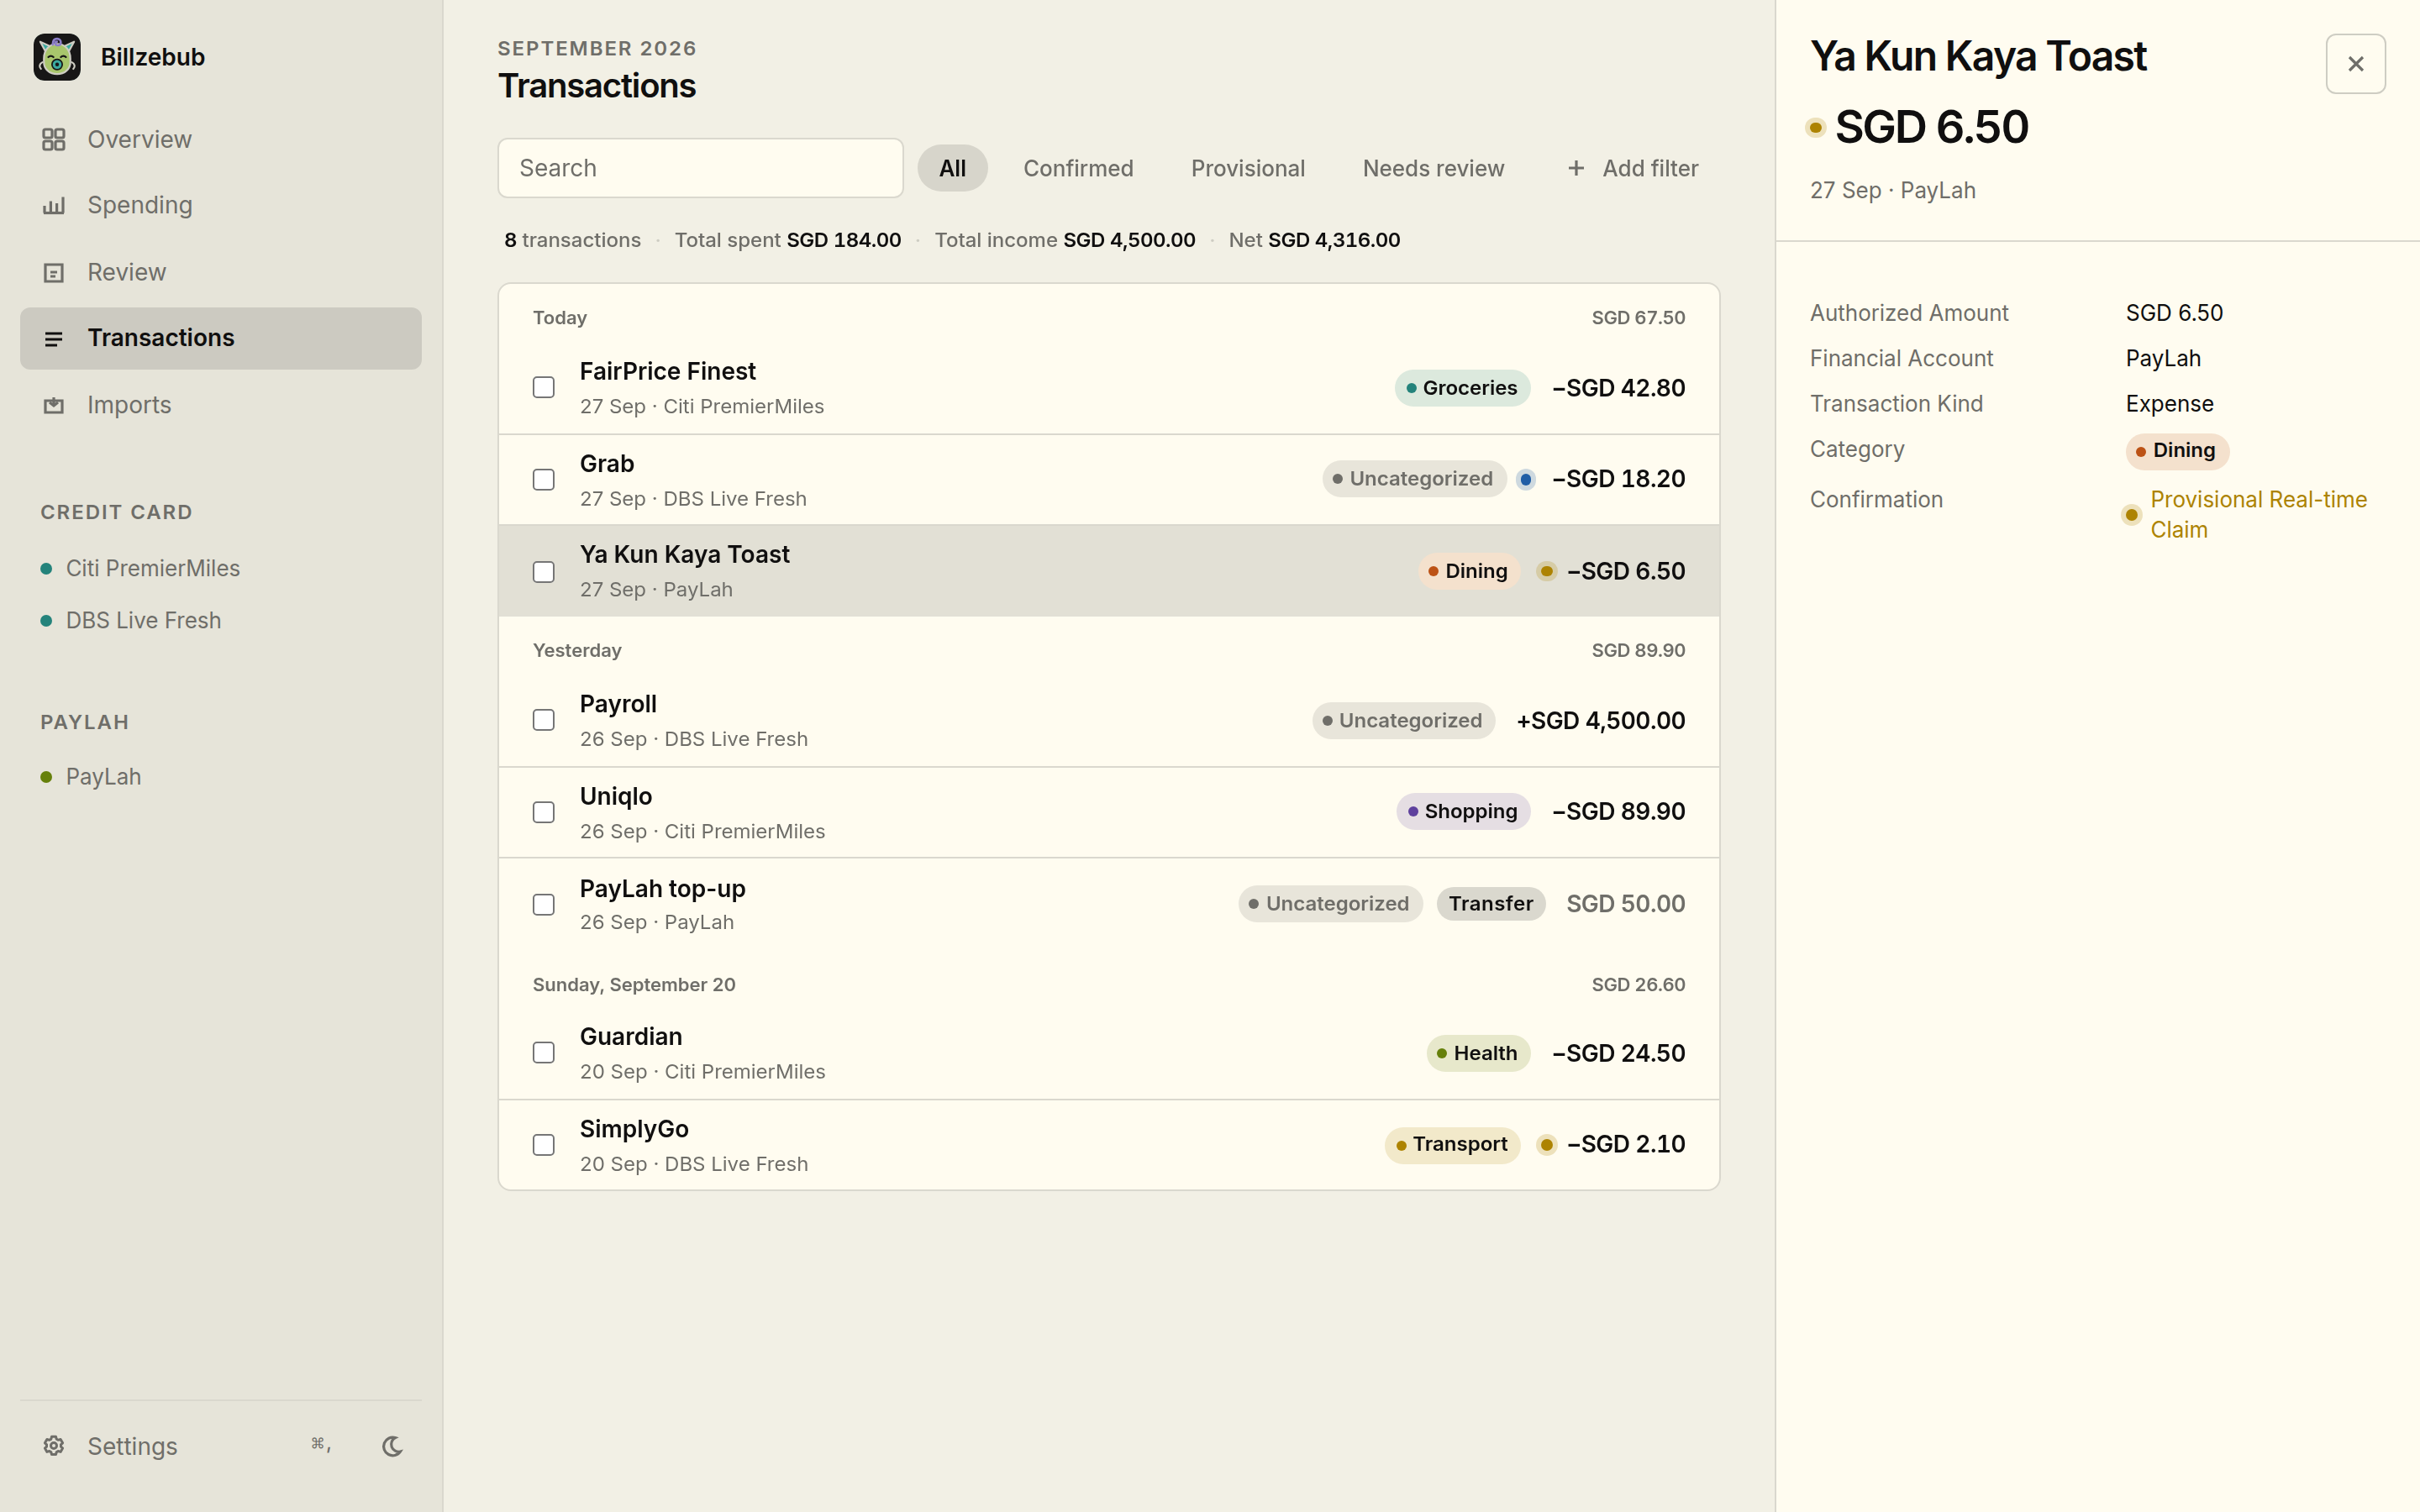 Billzebub
Overview
Spending
Review
Transactions
Imports
CREDIT CARD
Citi PremierMiles
DBS Live Fresh
PAYLAH
PayLah
Settings ⌘,
SEPTEMBER 2026
Transactions
Search All Confirmed Provisional Needs review + Add filter
8 transactions · Total spent SGD 184.00 · Total income SGD 4,500.00 · Net SGD 4,316.00
Today SGD 67.50
FairPrice Finest
27 Sep · Citi PremierMiles
Groceries −SGD 42.80
Grab
27 Sep · DBS Live Fresh
Uncategorized −SGD 18.20
Ya Kun Kaya Toast
27 Sep · PayLah
Dining −SGD 6.50
Yesterday SGD 89.90
Payroll
26 Sep · DBS Live Fresh
Uncategorized +SGD 4,500.00
Uniqlo
26 Sep · Citi PremierMiles
Shopping −SGD 89.90
PayLah top-up
26 Sep · PayLah
Uncategorized Transfer SGD 50.00
Sunday, September 20 SGD 26.60
Guardian
20 Sep · Citi PremierMiles
Health −SGD 24.50
SimplyGo
20 Sep · DBS Live Fresh
Transport −SGD 2.10
Ya Kun Kaya Toast
SGD 6.50
27 Sep · PayLah
Authorized Amount SGD 6.50
Financial Account PayLah
Transaction Kind Expense
Category Dining
Confirmation Provisional Real-time
Claim